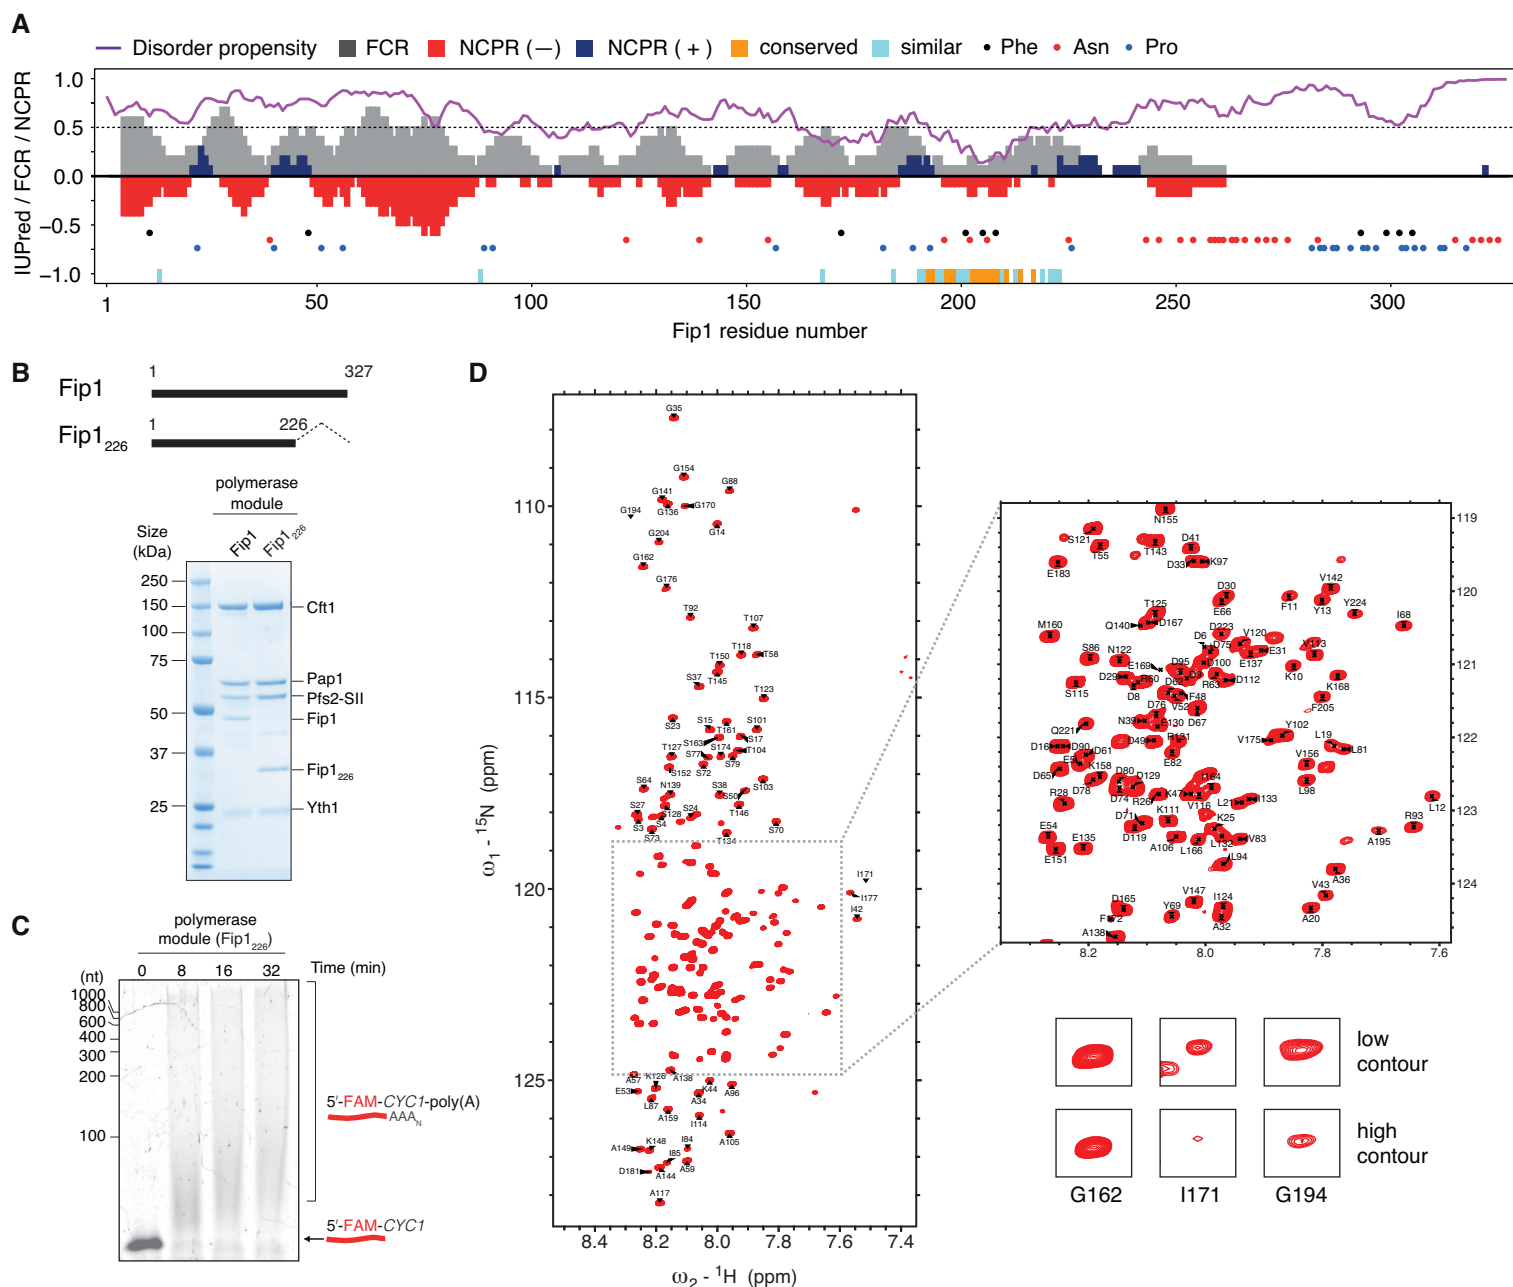 A
Disorder propensity FCR NCPR (—) NCPR ( + ) conserved similar Phe Asn Pro
IUPred / FCR / NCPR
1.0
0.5
0.0
−0.5
−1.0
1 50 100 150 200 250 300
Fip1 residue number
B
1 327
Fip1
1 226
Fip1226
polymerase
module
Size
(kDa)
Fip1 Fip1226
250
150
100
75
50
37
25
Cft1
Pap1
Pfs2-SII
Fip1
Fip1226
Yth1
C
polymerase
module (Fip1226)
(nt) 0 8 16 32 Time (min)
1000
800
600
400
300
200
100
5'-FAM-CYC1-poly(A)
AAAN
5'-FAM-CYC1
D
ω1 - 15N (ppm)
110
115
120
125
8.4 8.2 8.0 7.8 7.6 7.4
ω2 - 1H (ppm)
G35
G154
G88
G141
G136
G170
G194
G14
G204
G162
G176
T92
T107
T118
T58
T150
T145
S37
T123
S23
S15
T161
S101
S17
S163
T104
T127
S77
S174
S79
S152
S72
S103
S64
N139
S38
S50
T146
S27
S128
S24
S3
S4
S73
T134
S70
I171
I177
I42
A57
K126
A138
E53
K44
A96
L87
A34
A159
I114
A105
A149
K148
I84
I85
A59
D181
A144
A117
119
120
121
122
123
124
8.2 8.0 7.8 7.6
N155
S121
T55
T143
D41
D33
K97
E183
D30
E66
V142
F11
Y13
Y224
I68
T125
D167
Q140
M160
D223
V120
D6
D75
V113
S86
N122
E169
D95
D100
E137
E31
K10
K168
D29
R60
D4
R63
D112
S115
D8
D62
F48
V52
F205
D76
D67
N39
E130
Q221
D49
R131
V175
Y102
L19
L81
D16
D90
D61
E5
E82
V156
D65
K158
D80
D129
I164
L98
D78
D74
R26
K47
V116
L21
I133
R28
L12
D71
K111
K25
R93
E54
D119
A106
L166
L132
V83
E135
A195
E151
L94
A36
D165
V147
I124
V43
F172
Y69
A32
A20
A138
low
contour
high
contour
G162 I171 G194